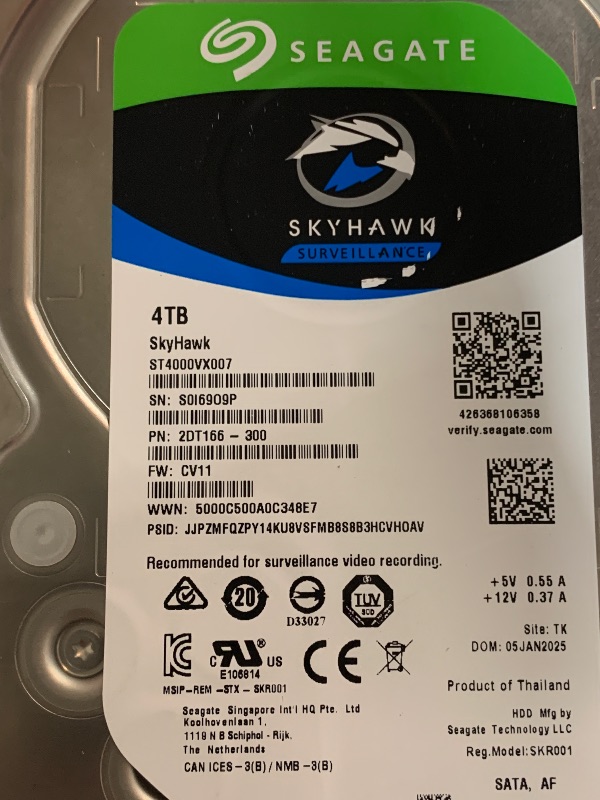 SEAGATE
SKYHAWK
SURVEILLANCE
4TB
SkyHawk
ST4000VX007
SN: S0I69O9P
PN: 2DT166 - 300
FW: CV11
WWN: 5000C500A0C348E7
PSID: JJPZMFQZPY14KU8VSFMB8S8B3HCVHOAV
426368106358
verify.seagate.com
Recommended for surveillance video recording.
+5V 0.55 A
+12V 0.37 A
20
D33027
TUV
SUD
Site: TK
DOM: 05JAN2025
c RU ® US
E106814
CE
MSIP-REM -STX - SKR001
Product of Thailand
Seagate Singapore Int'l HQ Pte. Ltd
Koolhovenlaan 1,
1119 N B Schiphol - Rijk,
The Netherlands
CAN ICES-3(B) / NMB -3(B)
HDD Mfg by
Seagate Technology LLC
Reg.Model:SKR001
SATA, AF